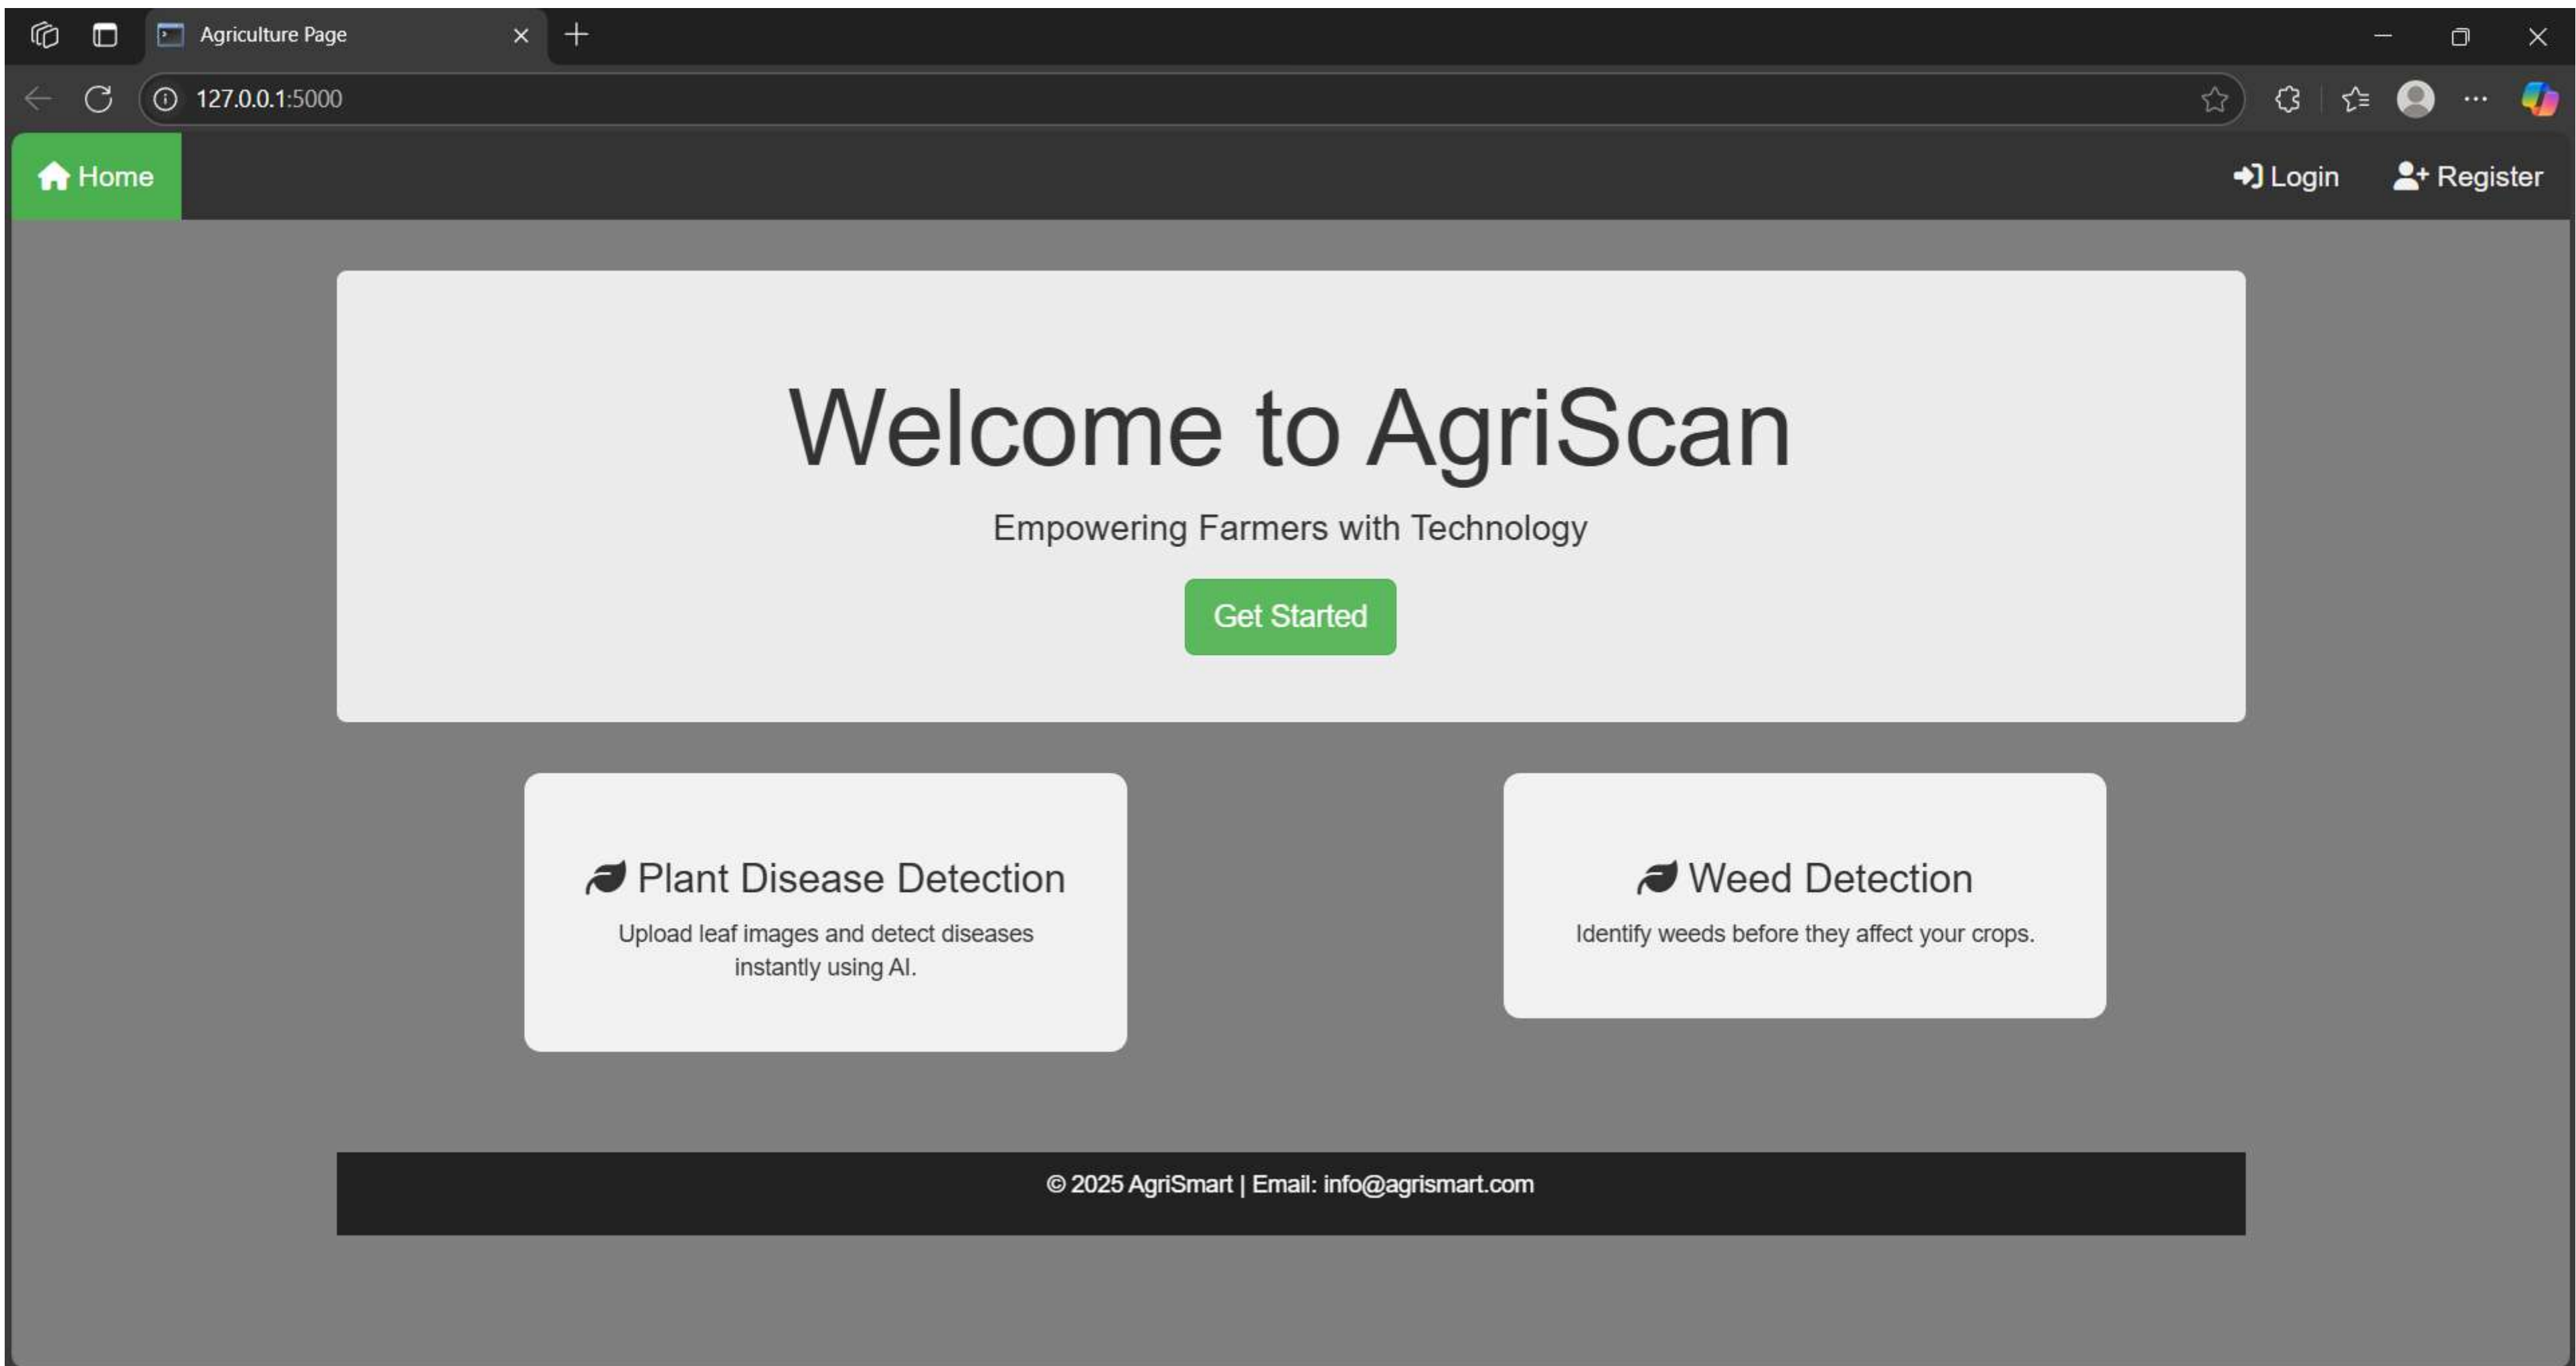 Agriculture Page
127.0.0.1:5000
Home
Login
Register
Welcome to AgriScan
Empowering Farmers with Technology
Get Started
Plant Disease Detection
Upload leaf images and detect diseases
instantly using AI.
Weed Detection
Identify weeds before they affect your crops.
© 2025 AgriSmart | Email: info@agrismart.com